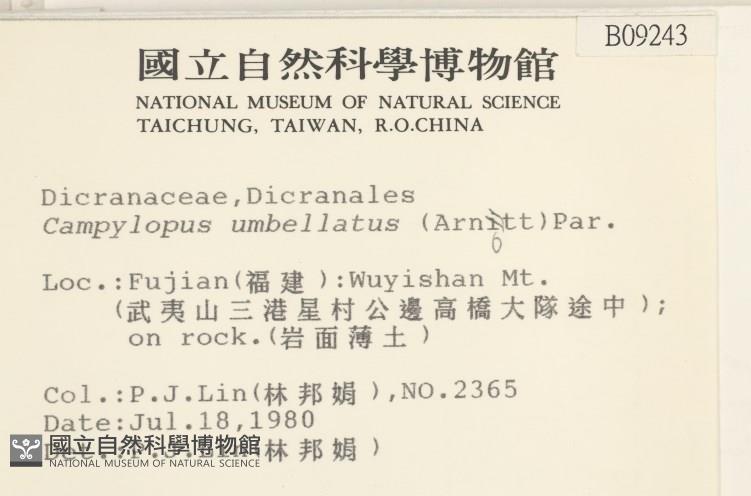 B09243
國立自然科學博物館
NATIONAL MUSEUM OF NATURAL SCIENCE
TAICHUNG, TAIWAN, R.O.CHINA
Dicranaceae,Dicranales
Campylopus umbellatus (Arnitt)Par.
o
Loc.:Fujian(福建):Wuyishan Mt.
(武夷山三港星村公邊高橋大隊途中);
on rock.(岩面薄土)
Col.:P.J.Lin(林邦娟),NO.2365
Date:Jul.18,1980
Det.:P.J.Lin(林邦娟)
國立自然科學博物館
NATIONAL MUSEUM OF NATURAL SCIENCE